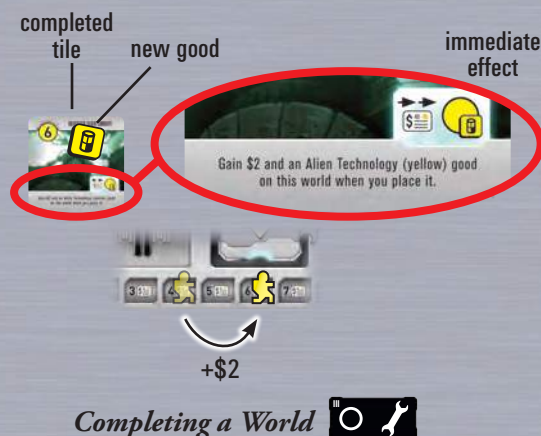 completed
tile
new good
immediate
effect
6
$
Gain $2 and an Alien Technology (yellow) good
on this world when you place it.
3 4 5 6 7
+$2
Completing a World
III